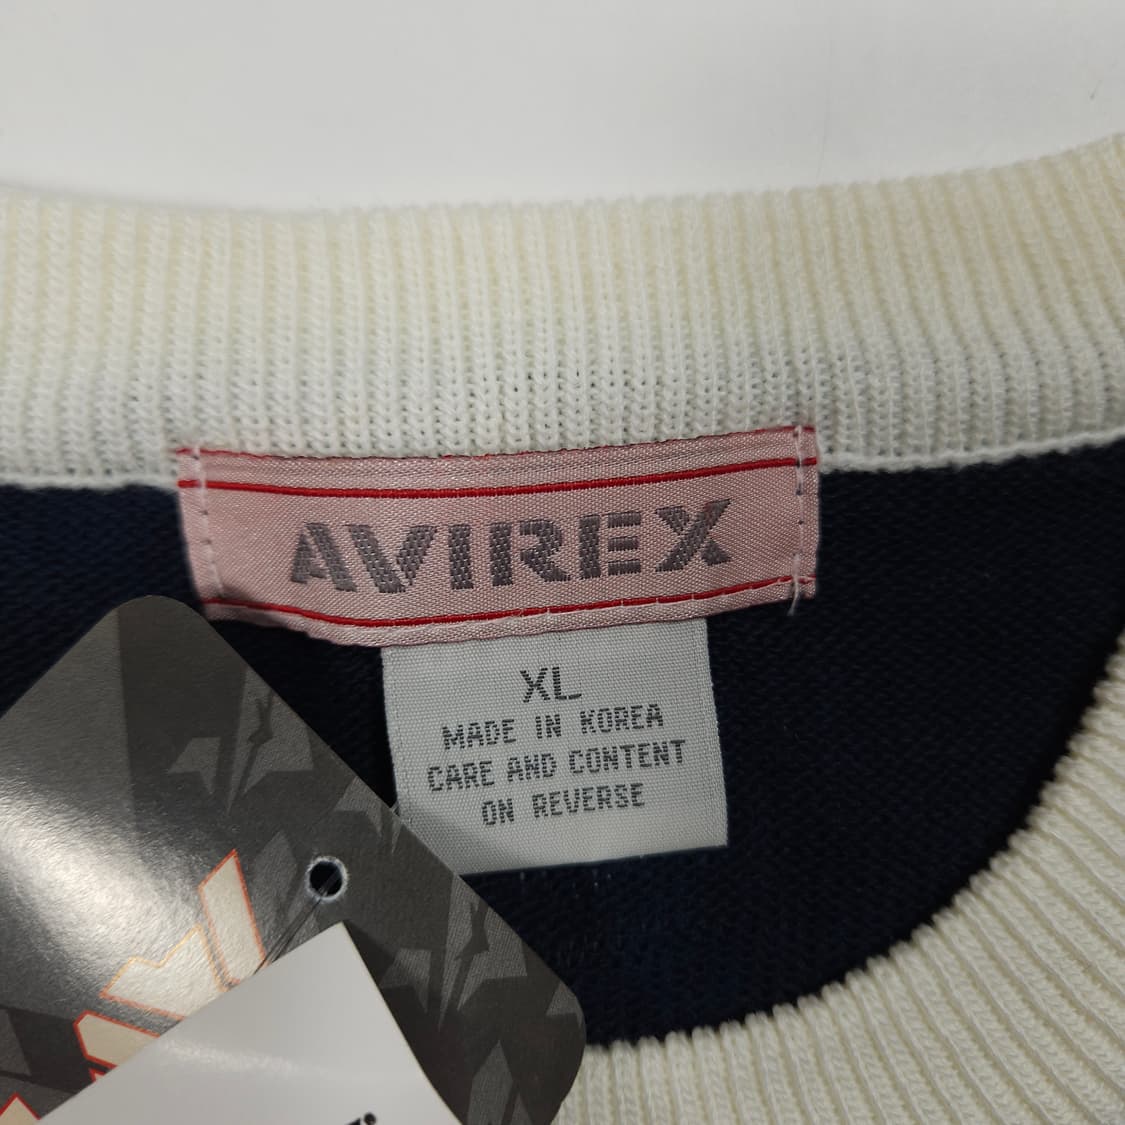 AVIREX
XL
MADE IN KOREA
CARE AND CONTENT
ON REVERSE